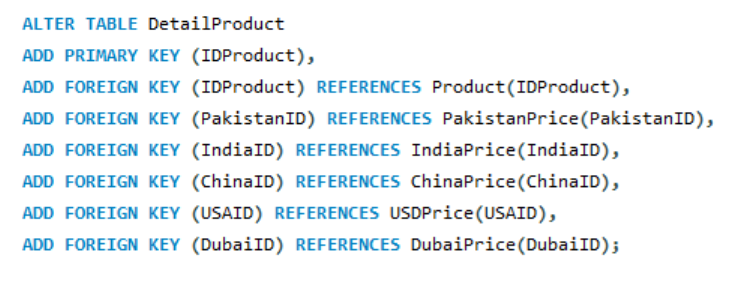 ALTER TABLE DetailProduct
ADD PRIMARY KEY (IDProduct),
ADD FOREIGN KEY (IDProduct) REFERENCES Product(IDProduct),
ADD FOREIGN KEY (PakistanID) REFERENCES PakistanPrice(PakistanID),
ADD FOREIGN KEY (IndiaID) REFERENCES IndiaPrice(IndiaID),
ADD FOREIGN KEY (ChinaID) REFERENCES ChinaPrice(ChinaID),
ADD FOREIGN KEY (USAID) REFERENCES USDPrice(USAID),
ADD FOREIGN KEY (DubaiID) REFERENCES DubaiPrice(DubaiID);